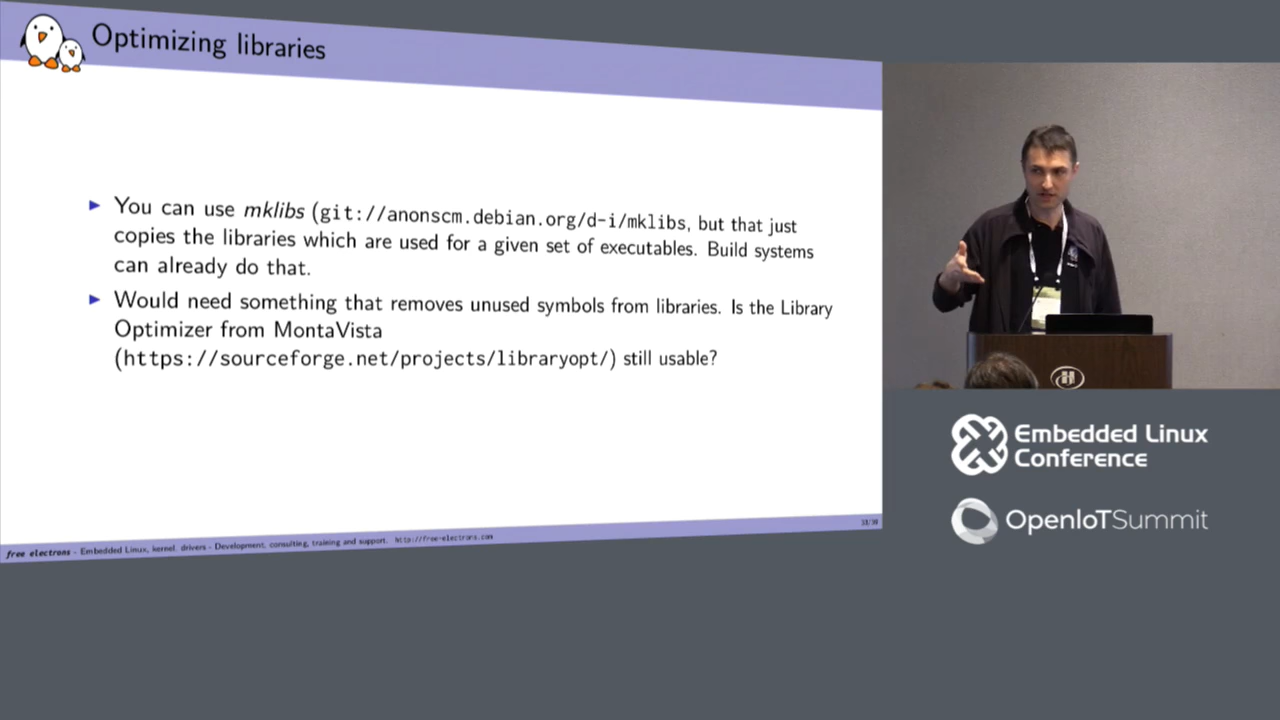 Optimizing libraries
▶ You can use mklibs (git://anonscm.debian.org/d-i/mklibs, but that just
copies the libraries which are used for a given set of executables. Build systems
can already do that.
▶ Would need something that removes unused symbols from libraries. Is the Library
Optimizer from MontaVista
(https://sourceforge.net/projects/libraryopt/) still usable?
free electrons - Embedded Linux, kernel, drivers - Development, consulting, training and support. http://free-electrons.com
Embedded Linux
Conference
OpenIoTSummit